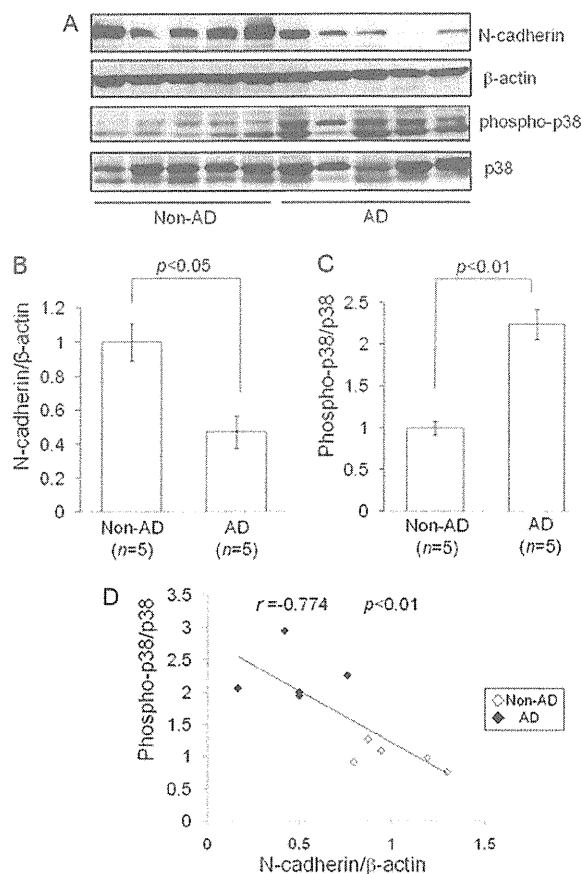 A
N-cadherin
β-actin
phospho-p38
p38
Non-AD AD
B
p<0.05
N-cadherin/β-actin
1.2
1
0.8
0.6
0.4
0.2
0
Non-AD
(n=5)
AD
(n=5)
C
p<0.01
Phospho-p38/p38
2.5
2
1.5
1
0.5
0
Non-AD
(n=5)
AD
(n=5)
D
r=-0.774 p<0.01
Phospho-p38/p38
3.5
3
2.5
2
1.5
1
0.5
0
0 0.5 1 1.5
N-cadherin/β-actin
Non-AD
AD